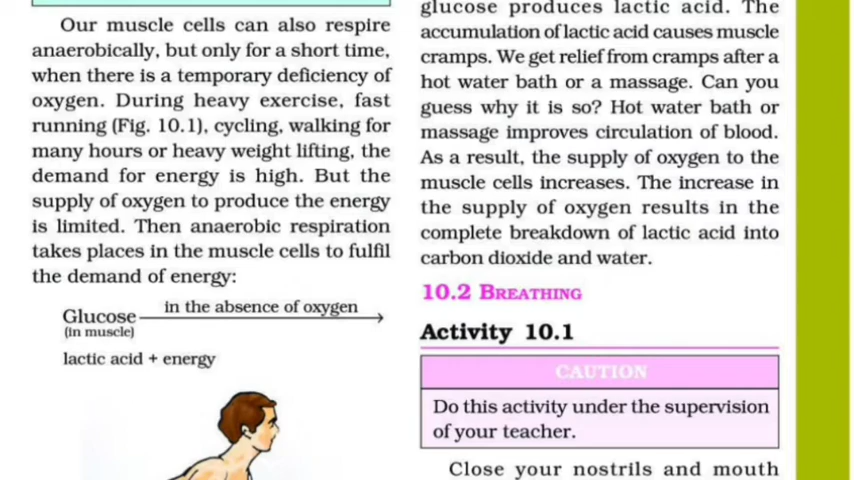 Our muscle cells can also respire
anaerobically, but only for a short time,
when there is a temporary deficiency of
oxygen. During heavy exercise, fast
running (Fig. 10.1), cycling, walking for
many hours or heavy weight lifting, the
demand for energy is high. But the
supply of oxygen to produce the energy
is limited. Then anaerobic respiration
takes places in the muscle cells to fulfil
the demand of energy:
in the absence of oxygen
Glucose
(in muscle)
lactic acid + energy
glucose produces lactic acid. The
accumulation of lactic acid causes muscle
cramps. We get relief from cramps after a
hot water bath or a massage. Can you
guess why it is so? Hot water bath or
massage improves circulation of blood.
As a result, the supply of oxygen to the
muscle cells increases. The increase in
the supply of oxygen results in the
complete breakdown of lactic acid into
carbon dioxide and water.
10.2 BREATHING
Activity 10.1
CAUTION
Do this activity under the supervision
of your teacher.
Close your nostrils and mouth